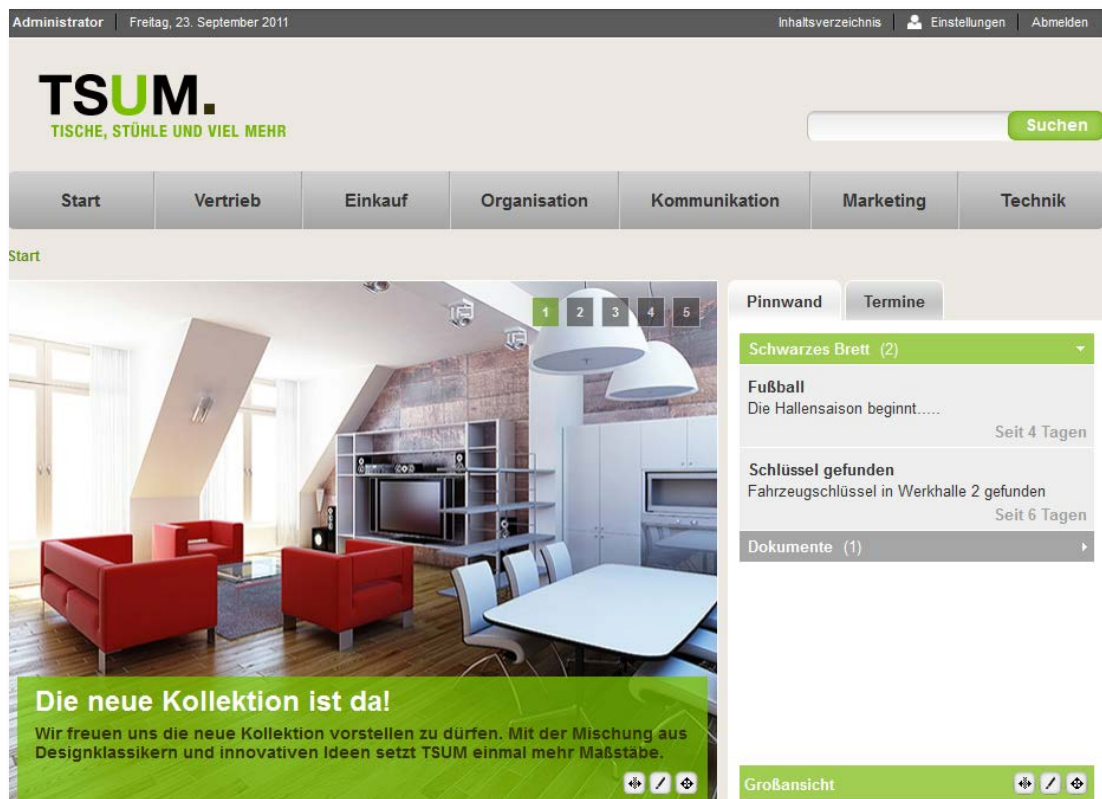 Administrator Freitag, 23. September 2011 Inhaltsverzeichnis Einstellungen Abmelden
TSUM.
TISCHE, STÜHLE UND VIEL MEHR
Suchen
Start Vertrieb Einkauf Organisation Kommunikation Marketing Technik
Start
1 2 3 4 5
Pinnwand Termine
Schwarzes Brett (2)
Fußball
Die Hallensaison beginnt.....
Seit 4 Tagen
Schlüssel gefunden
Fahrzeugschlüssel in Werkhalle 2 gefunden
Seit 6 Tagen
Dokumente (1)
Die neue Kollektion ist da!
Wir freuen uns die neue Kollektion vorstellen zu dürfen. Mit der Mischung aus
Designklassikern und innovativen Ideen setzt TSUM einmal mehr Maßstäbe.
Großansicht